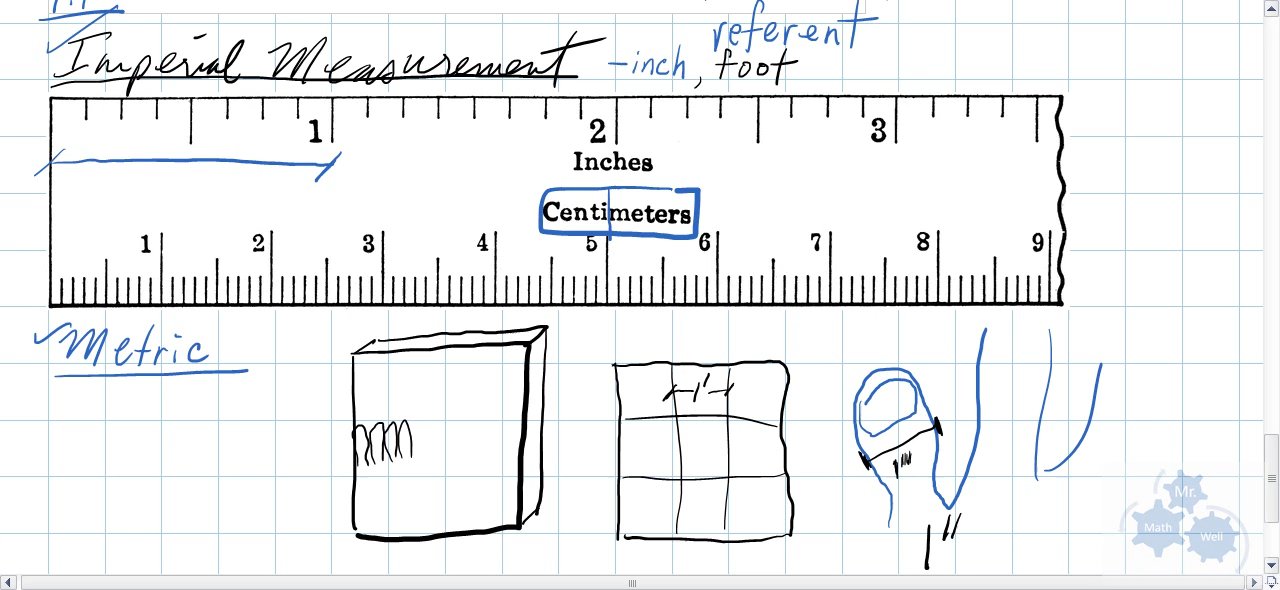 referent
Imperial Measurement -inch, foot
1 2 3
Inches
Centimeters
1 2 3 4 5 6 7 8 9
Metric
1'
1"
1"
Mr.
Math Well